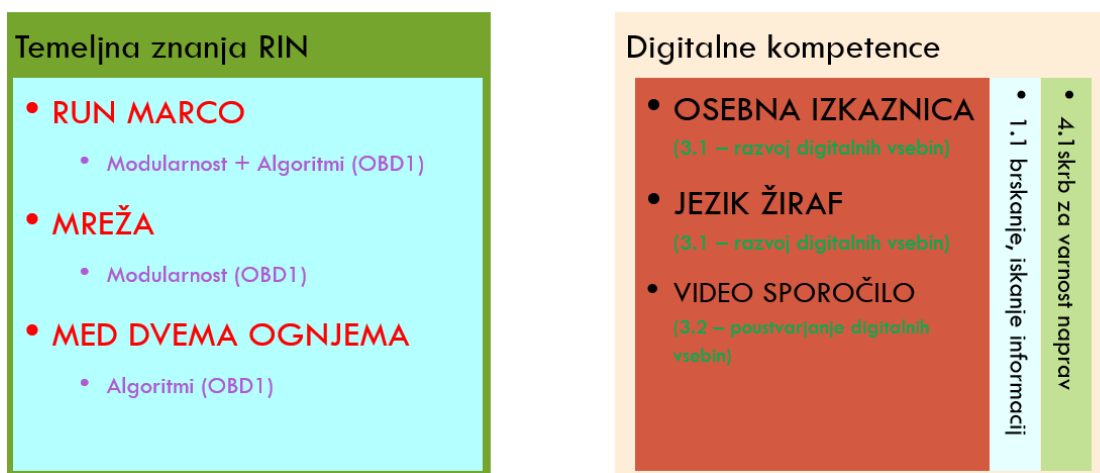 Temeljna znanja RIN
• RUN MARCO
• Modularnost + Algoritmi (OBD1)
• MREŽA
• Modularnost (OBD1)
• MED DVEMA OGNJEMA
• Algoritmi (OBD1)
Digitalne kompetence
• OSEBNA IZKAZNICA
(3.1 – razvoj digitalnih vsebin)
• JEZIK ŽIRAF
(3.1 – razvoj digitalnih vsebin)
• VIDEO SPOROČILO
(3.2 – poustvarjanje digitalnih
vsebin)
• 1.1 brskanje, iskanje informacij
• 4.1skrb za varnost naprav